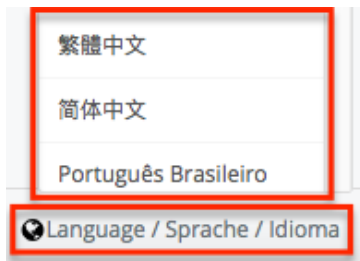 繁體中文
简体中文
Português Brasileiro
Language / Sprache / Idioma